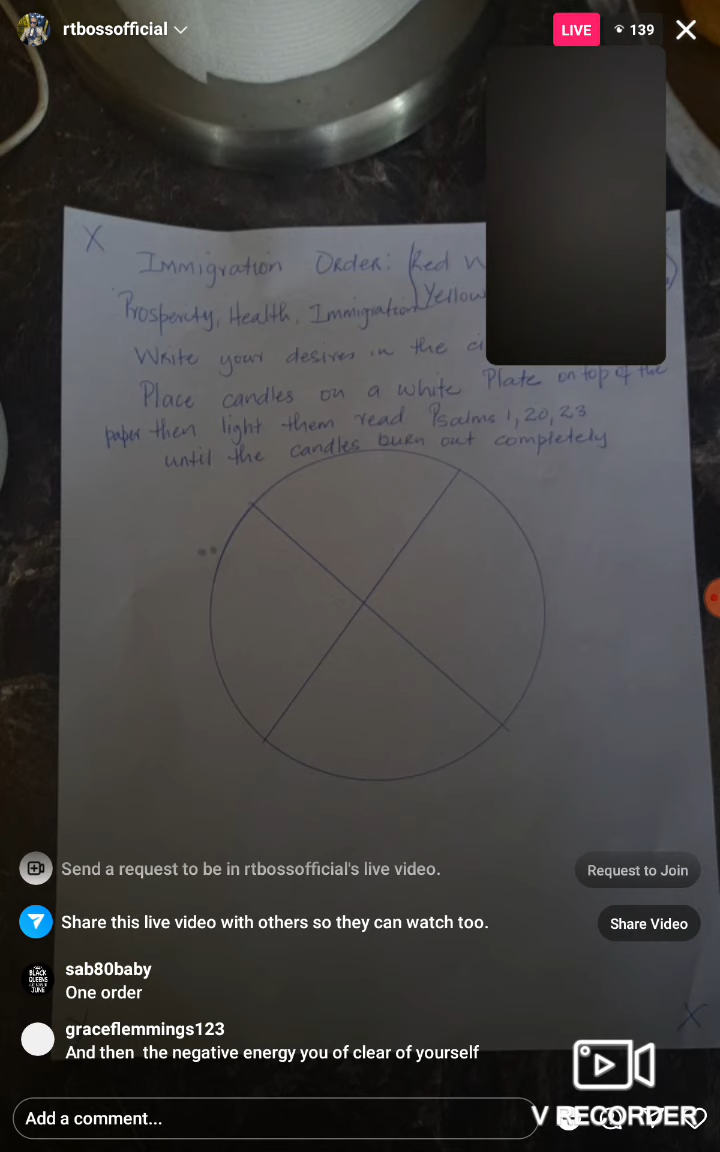 rtbossofficial
LIVE
139
X
Immigration Order: (Red
Prosperity, Health, Immigration Yellow
Write your desires in the
Place candles on a white Plate on top of the
paper then light them read Psalms 1, 20, 23
until the candles burn out completely
Send a request to be in rtbossofficial's live video.
Request to Join
Share this live video with others so they can watch too.
Share Video
BLACK QUEENS
JUNE
sab80baby
One order
X
graceflemmings123
And then the negative energy you of clear of yourself
Add a comment...
V RECORDER